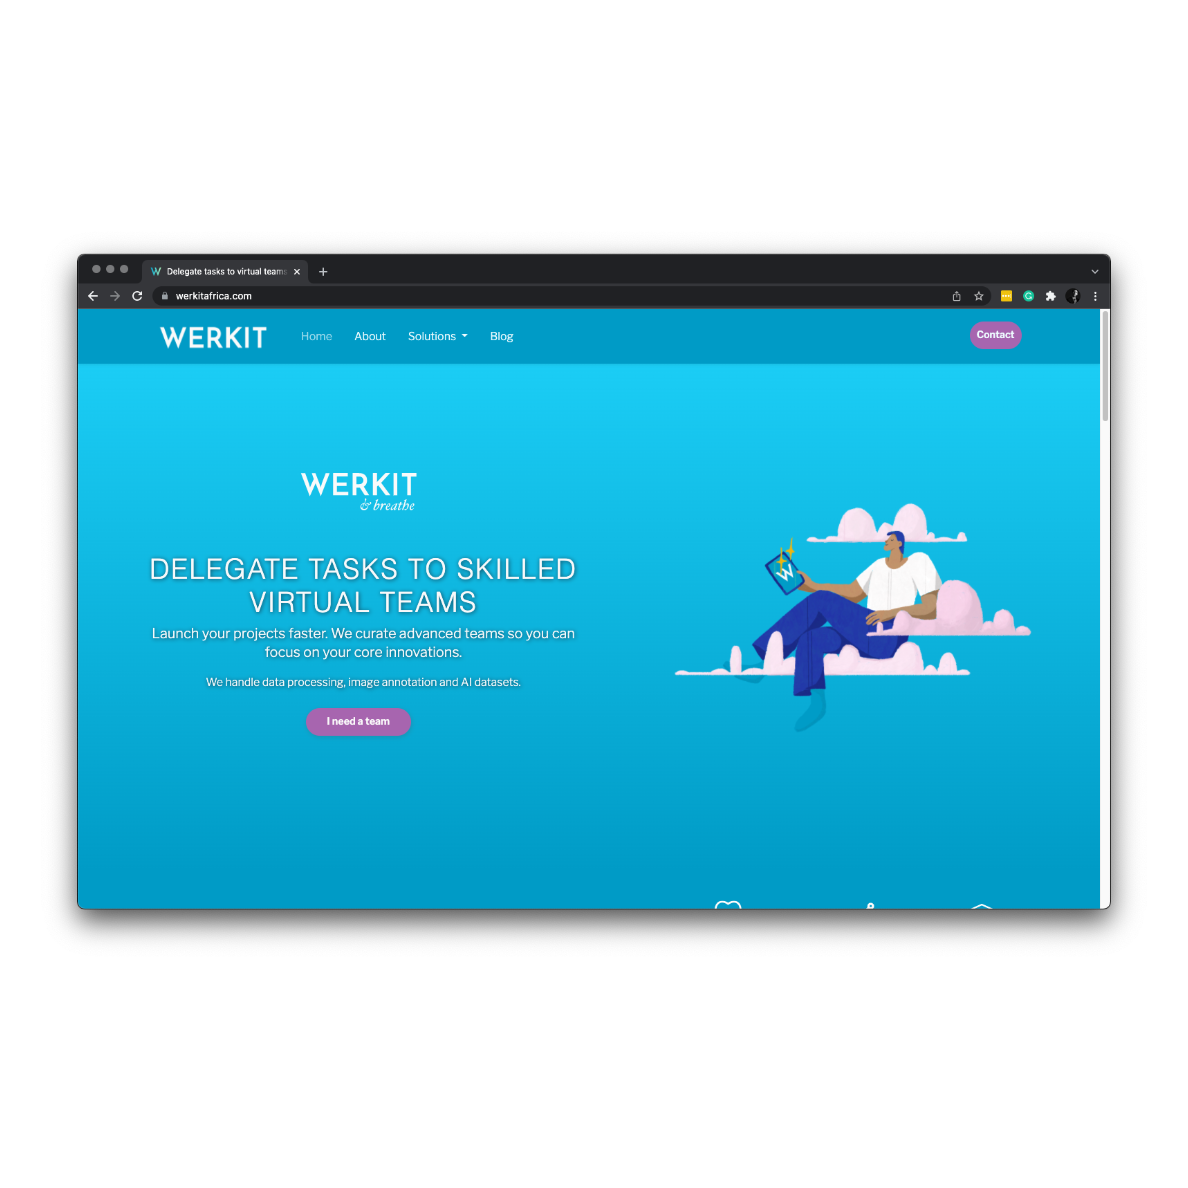 Delegate tasks to virtual teams
werkitafrica.com
WERKIT
Home
About
Solutions
Blog
Contact
WERKIT
& breathe
DELEGATE TASKS TO SKILLED
VIRTUAL TEAMS
Launch your projects faster. We curate advanced teams so you can
focus on your core innovations.
We handle data processing, image annotation and AI datasets.
I need a team
W